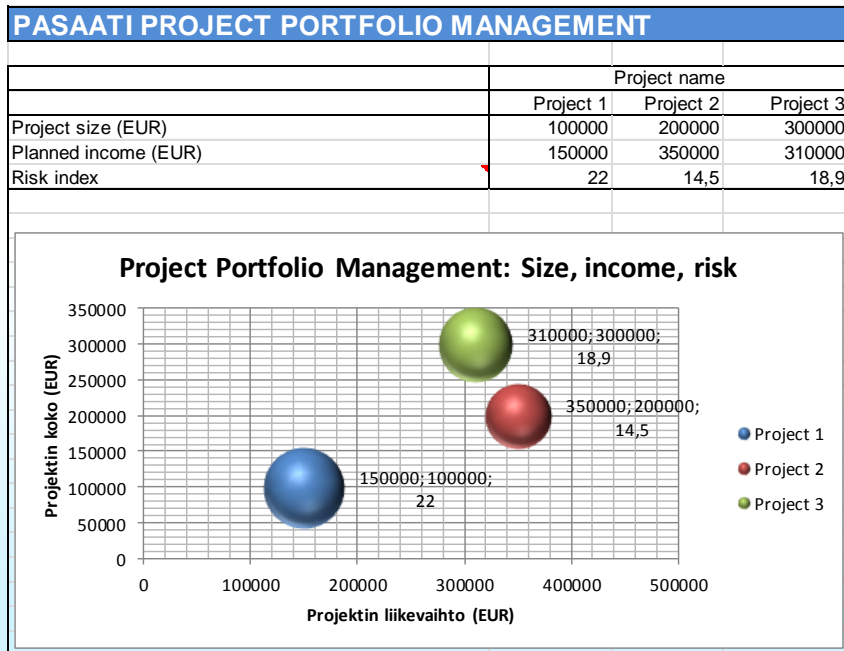 PASAATI PROJECT PORTFOLIO MANAGEMENT
Project name
Project 1 Project 2 Project 3
Project size (EUR) 100000 200000 300000
Planned income (EUR) 150000 350000 310000
Risk index 22 14,5 18,9
Project Portfolio Management: Size, income, risk
Projektin koko (EUR)
350000
300000
250000
200000
150000
100000
50000
0
310000; 300000;
18,9
350000; 200000;
14,5
150000; 100000;
22
Project 1
Project 2
Project 3
0 100000 200000 300000 400000 500000
Projektin liikevaihto (EUR)